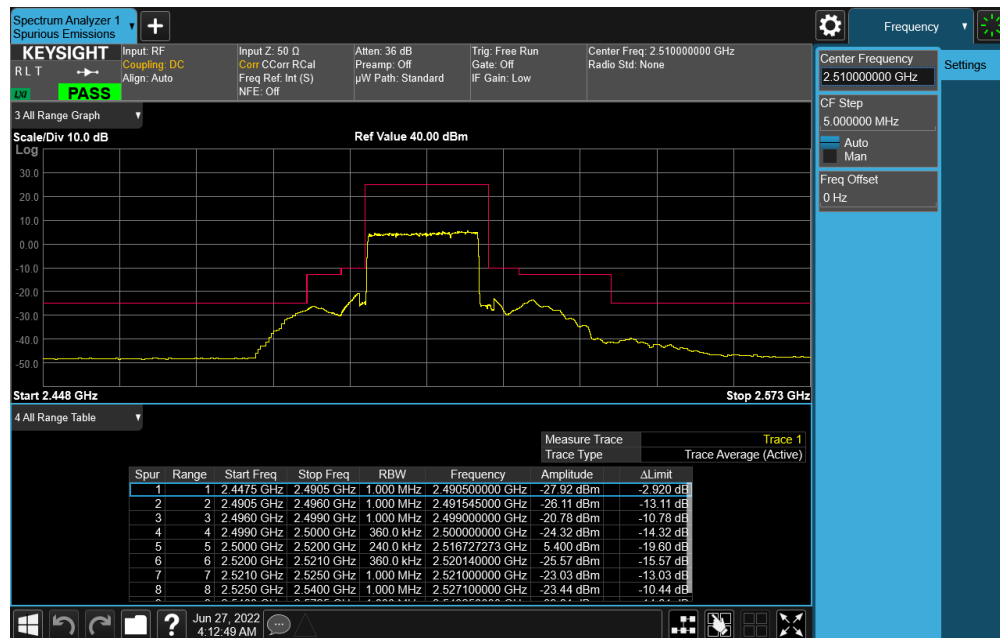 Spectrum Analyzer 1
Spurious Emissions
Frequency
KEYSIGHT
R L T
LXI
PASS
Input: RF
Coupling: DC
Align: Auto
Input Z: 50 Ω
Corr CCorr RCal
Freq Ref: Int (S)
NFE: Off
Atten: 36 dB
Preamp: Off
µW Path: Standard
Trig: Free Run
Gate: Off
IF Gain: Low
Center Freq: 2.510000000 GHz
Radio Std: None
Center Frequency
2.510000000 GHz
Settings
CF Step
5.000000 MHz
Auto
Man
Freq Offset
0 Hz
3 All Range Graph
Scale/Div 10.0 dB
Ref Value 40.00 dBm
Log
30.0
20.0
10.0
0.00
-10.0
-20.0
-30.0
-40.0
-50.0
Start 2.448 GHz
Stop 2.573 GHz
4 All Range Table
Measure Trace Trace 1
Trace Type Trace Average (Active)
Spur Range Start Freq Stop Freq RBW Frequency Amplitude ΔLimit
1 1 2.4475 GHz 2.4905 GHz 1.000 MHz 2.490500000 GHz -27.92 dBm -2.920 dB
2 2 2.4905 GHz 2.4960 GHz 1.000 MHz 2.491545000 GHz -26.11 dBm -13.11 dB
3 3 2.4960 GHz 2.4990 GHz 1.000 MHz 2.499000000 GHz -20.78 dBm -10.78 dB
4 4 2.4990 GHz 2.5000 GHz 360.0 kHz 2.500000000 GHz -24.32 dBm -14.32 dB
5 5 2.5000 GHz 2.5200 GHz 240.0 kHz 2.516727273 GHz 5.400 dBm -19.60 dB
6 6 2.5200 GHz 2.5210 GHz 360.0 kHz 2.520140000 GHz -25.57 dBm -15.57 dB
7 7 2.5210 GHz 2.5250 GHz 1.000 MHz 2.521000000 GHz -23.03 dBm -13.03 dB
8 8 2.5250 GHz 2.5400 GHz 1.000 MHz 2.527100000 GHz -23.44 dBm -10.44 dB
Jun 27, 2022
4:12:49 AM